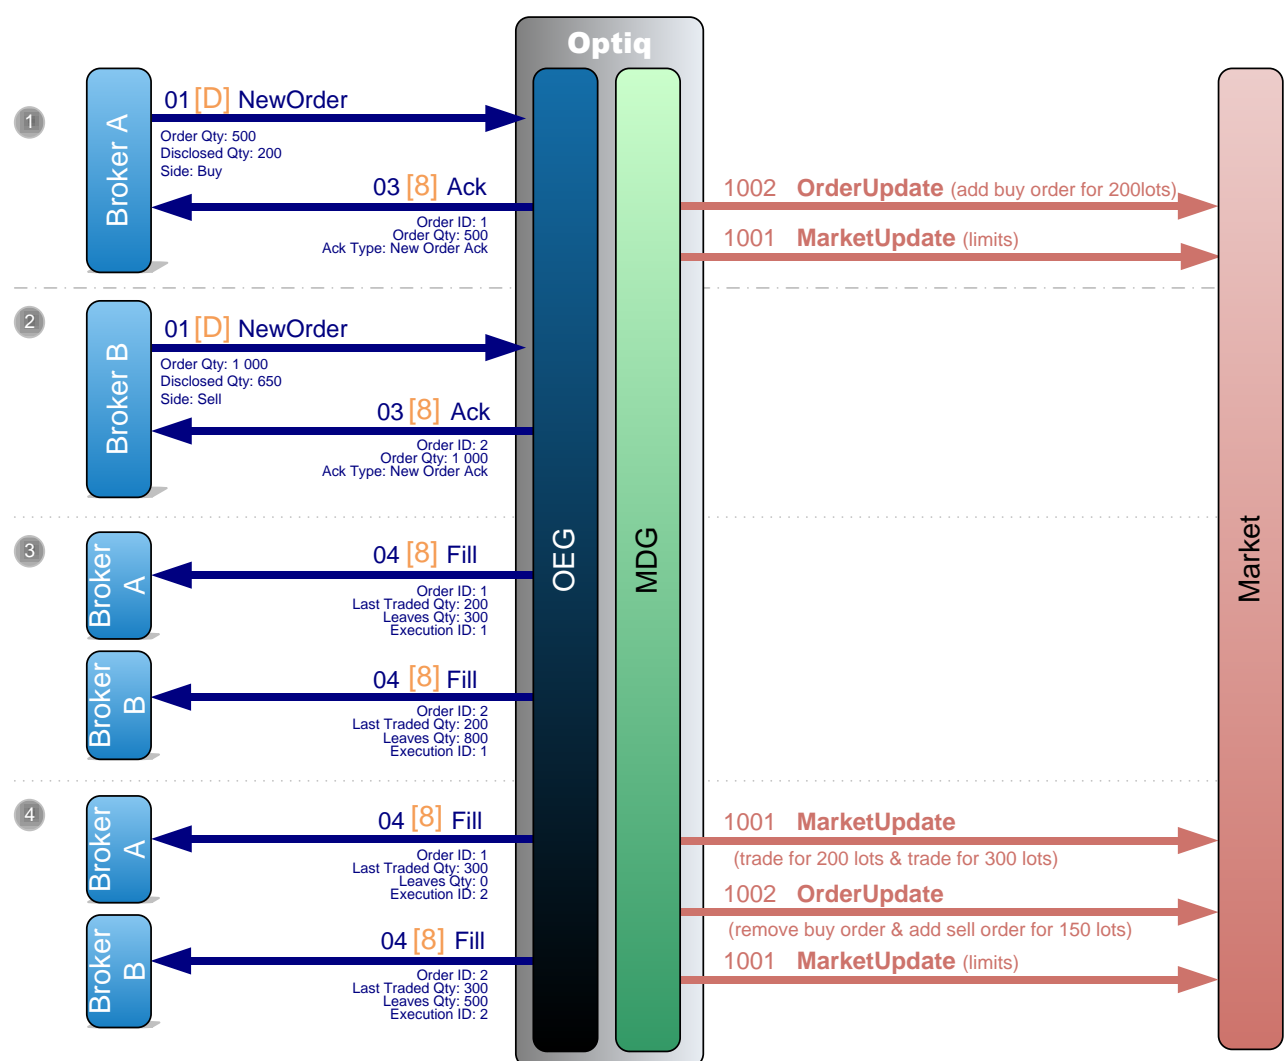 Optiq
1
Broker A
01 [D] NewOrder
Order Qty: 500
Disclosed Qty: 200
Side: Buy
03 [8] Ack
Order ID: 1
Order Qty: 500
Ack Type: New Order Ack
1002 OrderUpdate (add buy order for 200lots)
1001 MarketUpdate (limits)
2
Broker B
01 [D] NewOrder
Order Qty: 1 000
Disclosed Qty: 650
Side: Sell
03 [8] Ack
Order ID: 2
Order Qty: 1 000
Ack Type: New Order Ack
OEG
MDG
Market
3
Broker
A
04 [8] Fill
Order ID: 1
Last Traded Qty: 200
Leaves Qty: 300
Execution ID: 1
Broker
B
04 [8] Fill
Order ID: 2
Last Traded Qty: 200
Leaves Qty: 800
Execution ID: 1
4
Broker
A
04 [8] Fill
Order ID: 1
Last Traded Qty: 300
Leaves Qty: 0
Execution ID: 2
1001 MarketUpdate
(trade for 200 lots & trade for 300 lots)
1002 OrderUpdate
(remove buy order & add sell order for 150 lots)
Broker
B
04 [8] Fill
Order ID: 2
Last Traded Qty: 300
Leaves Qty: 500
Execution ID: 2
1001 MarketUpdate (limits)